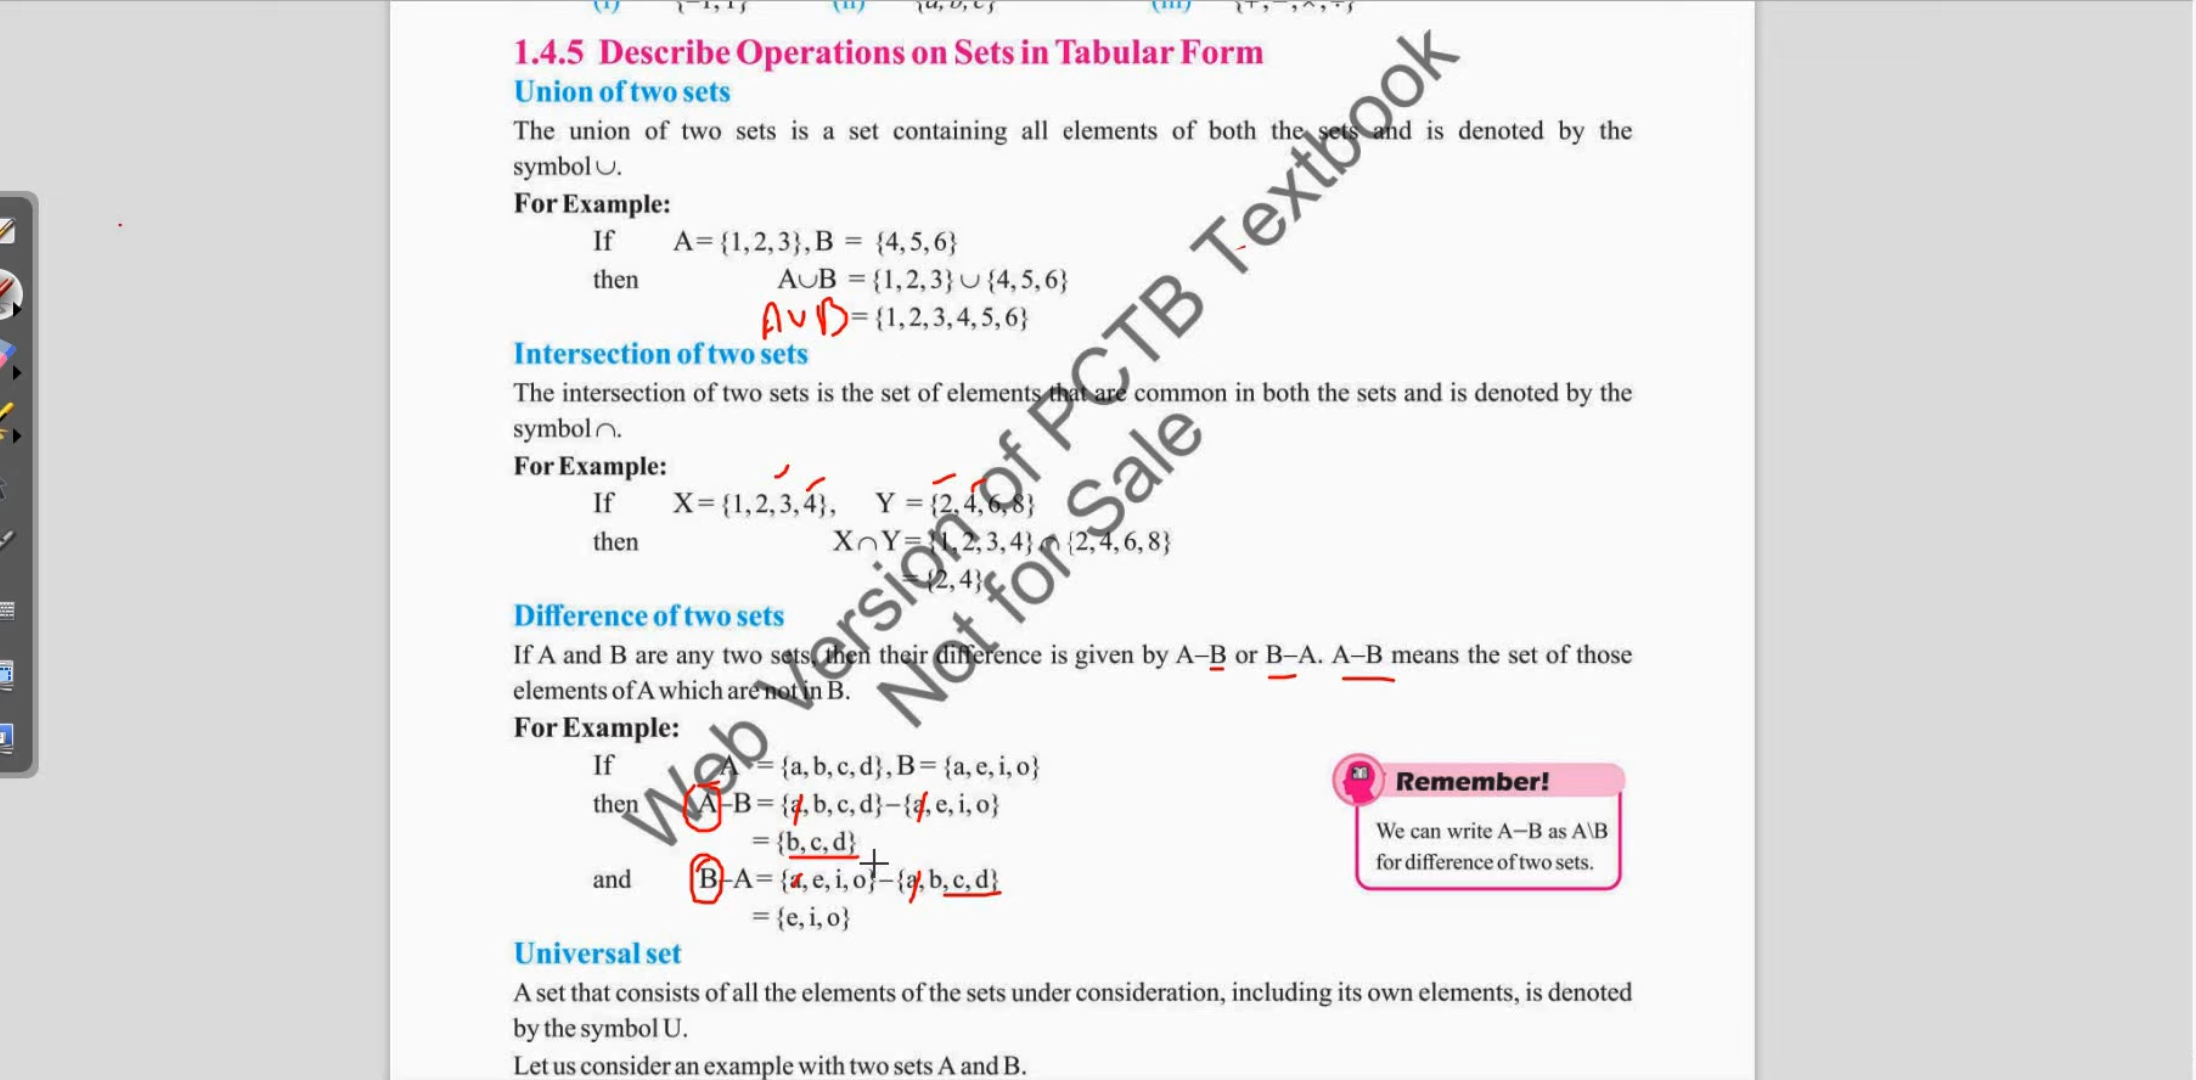 (i) {−1, 1} (ii) {a, b, c} (iii) {+, −, ×, ÷}
1.4.5 Describe Operations on Sets in Tabular Form
Union of two sets
The union of two sets is a set containing all elements of both the sets and is denoted by the
symbol ∪.
For Example:
If A = {1, 2, 3}, B = {4, 5, 6}
then A∪B = {1, 2, 3} ∪ {4, 5, 6}
A∪B = {1, 2, 3, 4, 5, 6}
Intersection of two sets
The intersection of two sets is the set of elements that are common in both the sets and is denoted by the
symbol ∩.
For Example:
If X = {1, 2, 3, 4}, Y = {2, 4, 6, 8}
then X∩Y = {1, 2, 3, 4} ∩ {2, 4, 6, 8}
= {2, 4}
Difference of two sets
If A and B are any two sets, then their difference is given by A−B or B−A. A−B means the set of those
elements of A which are not in B.
For Example:
If A = {a, b, c, d}, B = {a, e, i, o}
then A−B = {a, b, c, d} − {a, e, i, o}
= {b, c, d}
and B−A = {a, e, i, o} − {a, b, c, d}
= {e, i, o}
Remember!
We can write A−B as A\B
for difference of two sets.
Universal set
A set that consists of all the elements of the sets under consideration, including its own elements, is denoted
by the symbol U.
Let us consider an example with two sets A and B.
Web Version of PCTB Textbook
Not for Sale